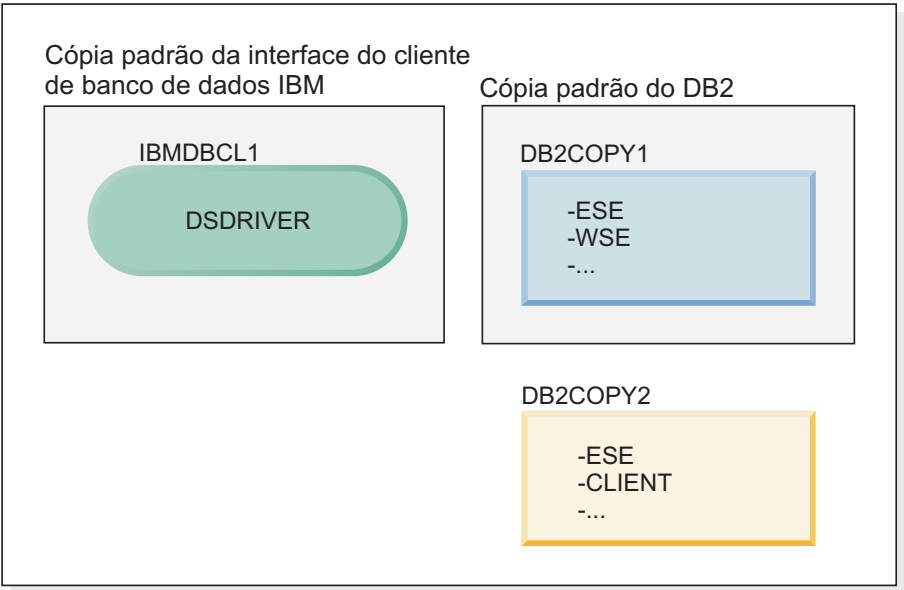 Cópia padrão da interface do cliente
de banco de dados IBM
IBMDBCL1
DSDRIVER
Cópia padrão do DB2
DB2COPY1
-ESE
-WSE
-...
DB2COPY2
-ESE
-CLIENT
-...